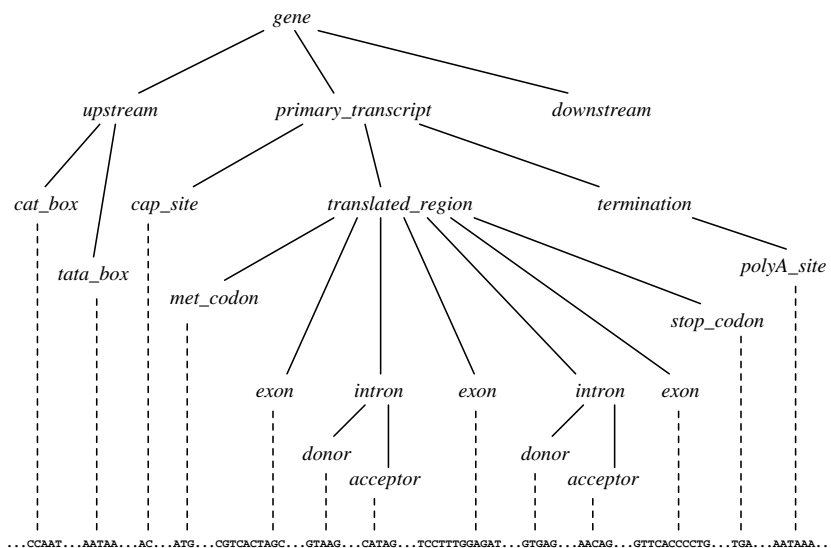 gene
upstream primary_transcript downstream
cat_box cap_site translated_region termination
tata_box polyA_site
met_codon stop_codon
exon intron exon intron exon
donor donor
acceptor acceptor
...CCAAT...AATAA...AC...ATG...CGTCACTAGC...GTAAG...CATAG...TCCTTTGGAGAT...GTGAG...AACAG...GTTCACCCCTG...TGA...AATAAA...